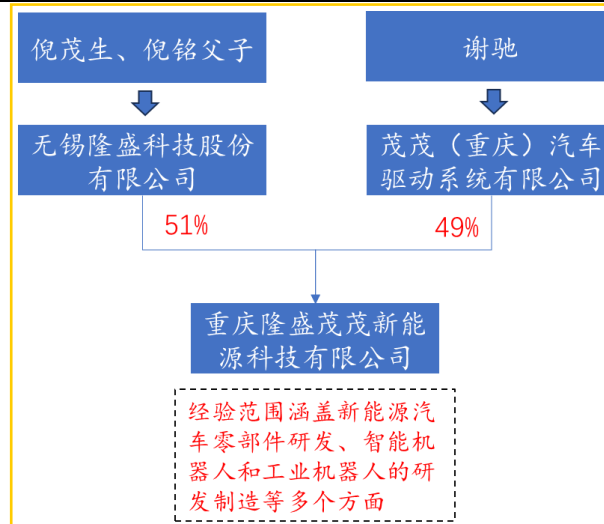 倪茂生、倪铭父子
谢驰
无锡隆盛科技股份
有限公司
茂茂（重庆）汽车
驱动系统有限公司
51%
49%
重庆隆盛茂茂新能
源科技有限公司
经验范围涵盖新能源汽
车零部件研发、智能机
器人和工业机器人的研
发制造等多个方面